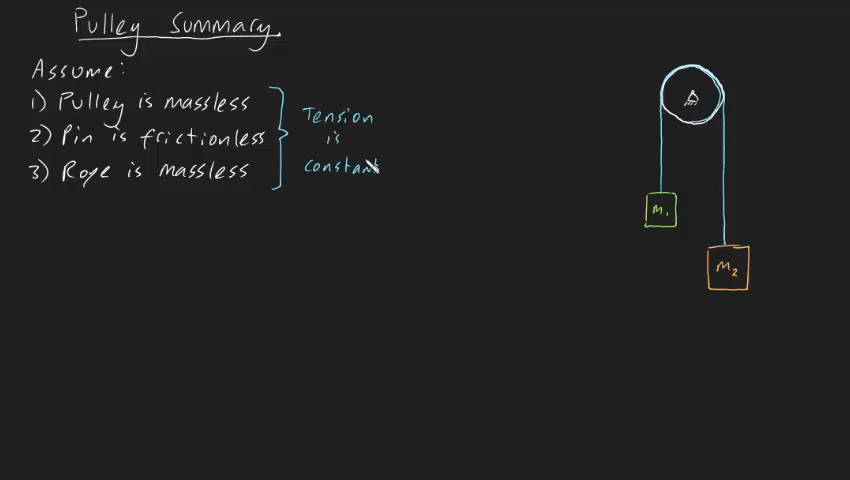 Pulley Summary.
Assume:
1) Pulley is massless
2) Pin is frictionless
3) Rope is massless
Tension
is
constant
M1
M2